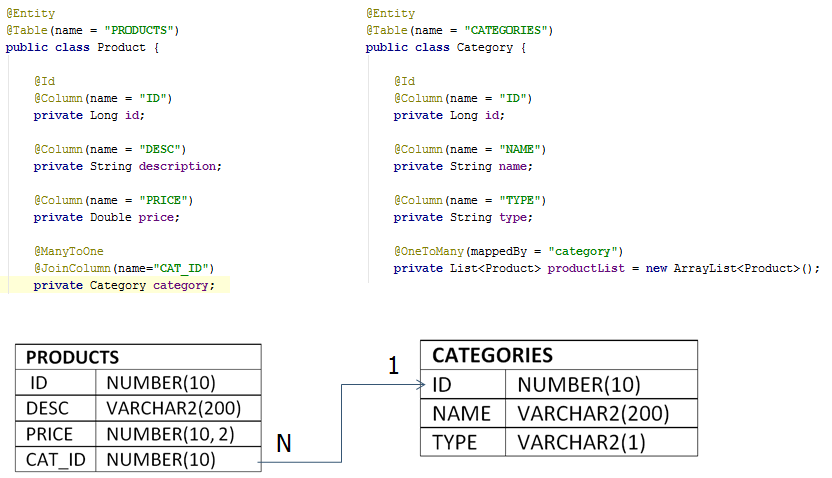 @Entity
@Table(name = "PRODUCTS")
public class Product {
@Id
@Column(name = "ID")
private Long id;
@Column(name = "DESC")
private String description;
@Column(name = "PRICE")
private Double price;
@ManyToOne
@JoinColumn(name="CAT_ID")
private Category category;
@Entity
@Table(name = "CATEGORIES")
public class Category {
@Id
@Column(name = "ID")
private Long id;
@Column(name = "NAME")
private String name;
@Column(name = "TYPE")
private String type;
@OneToMany(mappedBy = "category")
private List<Product> productList = new ArrayList<Product>();
PRODUCTS
ID NUMBER(10)
DESC VARCHAR2(200)
PRICE NUMBER(10, 2)
CAT_ID NUMBER(10)
N
1
CATEGORIES
ID NUMBER(10)
NAME VARCHAR2(200)
TYPE VARCHAR2(1)